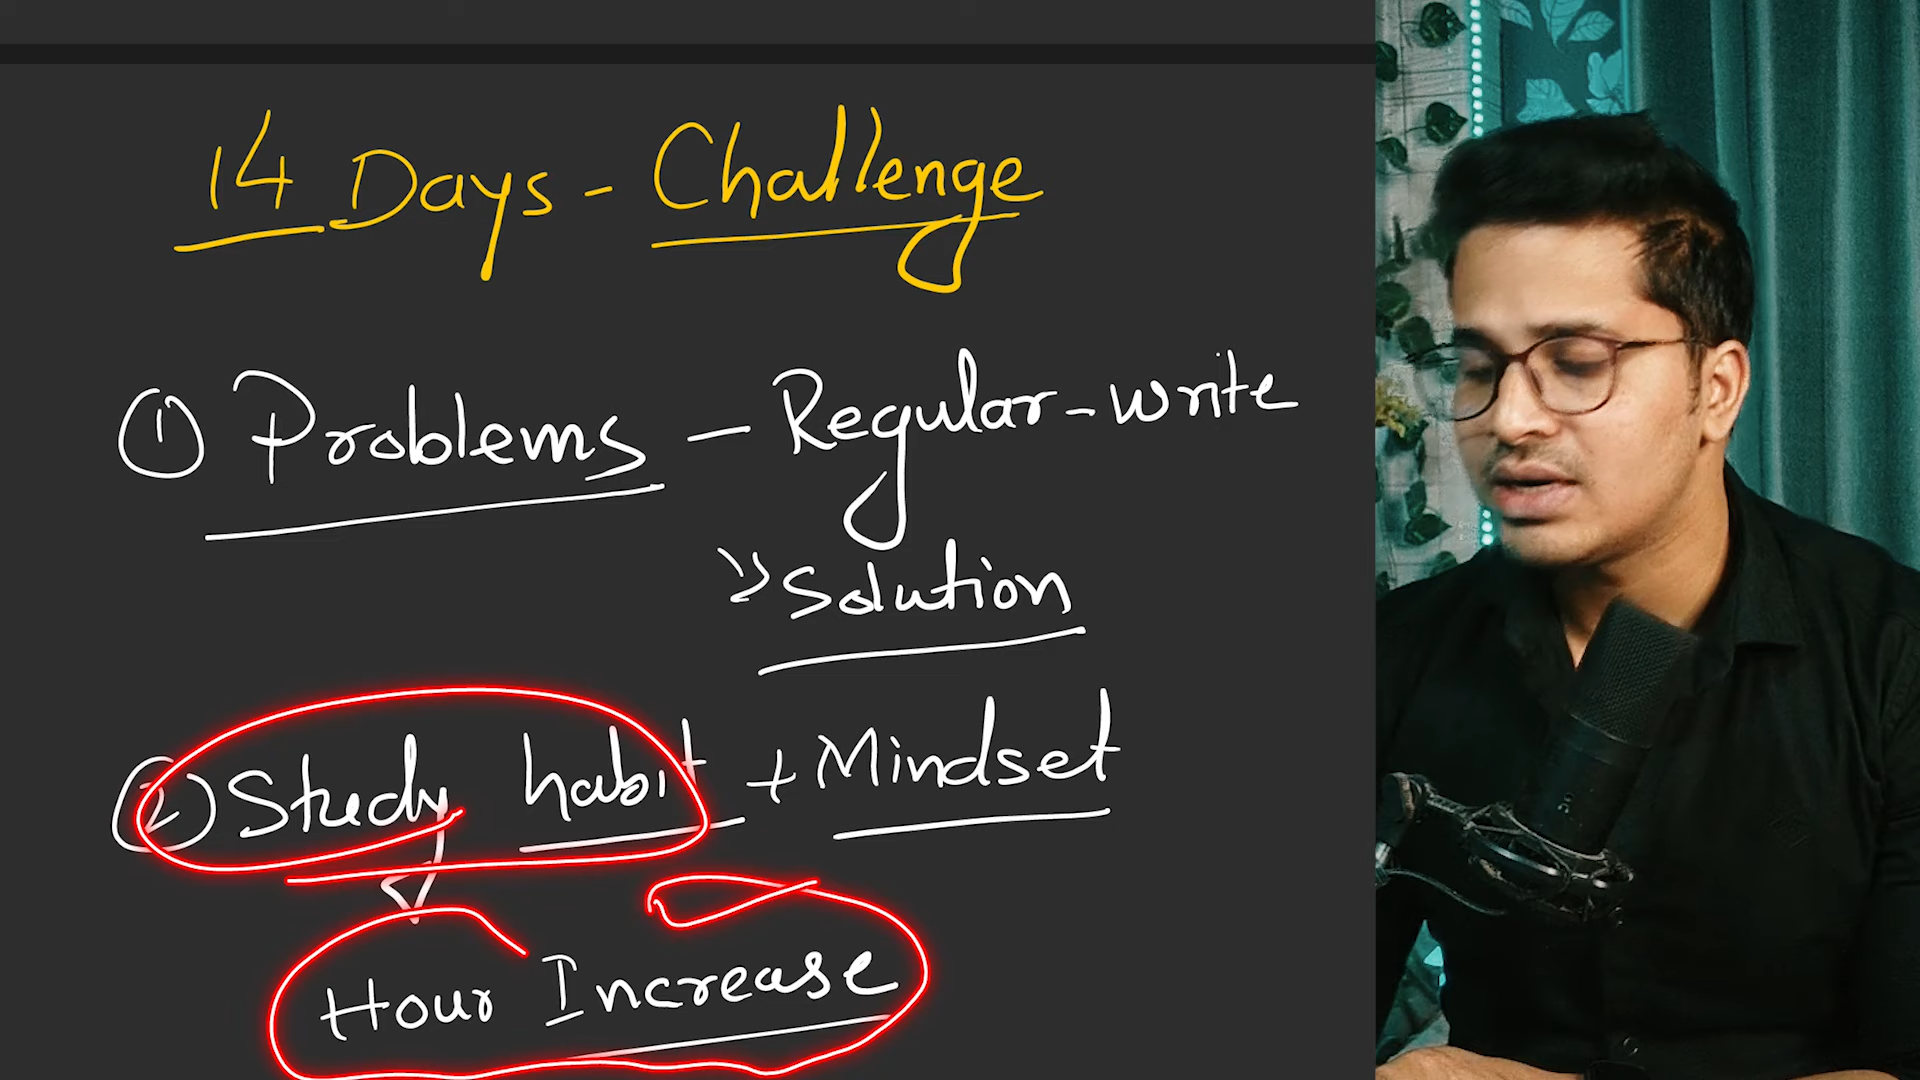 14 Days - Challenge
① Problems - Regular - write
Solution
② Study habit + Mindset
Hour Increase